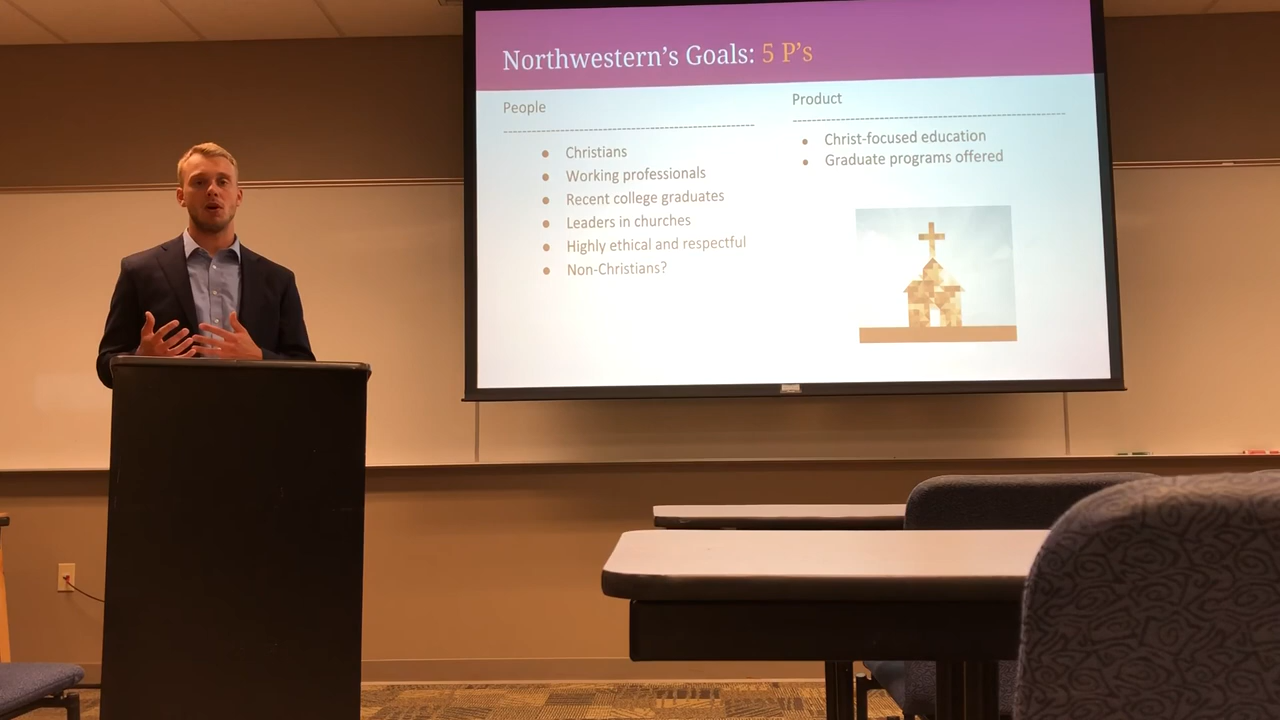 Northwestern's Goals: 5 P's
People
Christians
Working professionals
Recent college graduates
Leaders in churches
Highly ethical and respectful
Non-Christians?
Product
Christ-focused education
Graduate programs offered